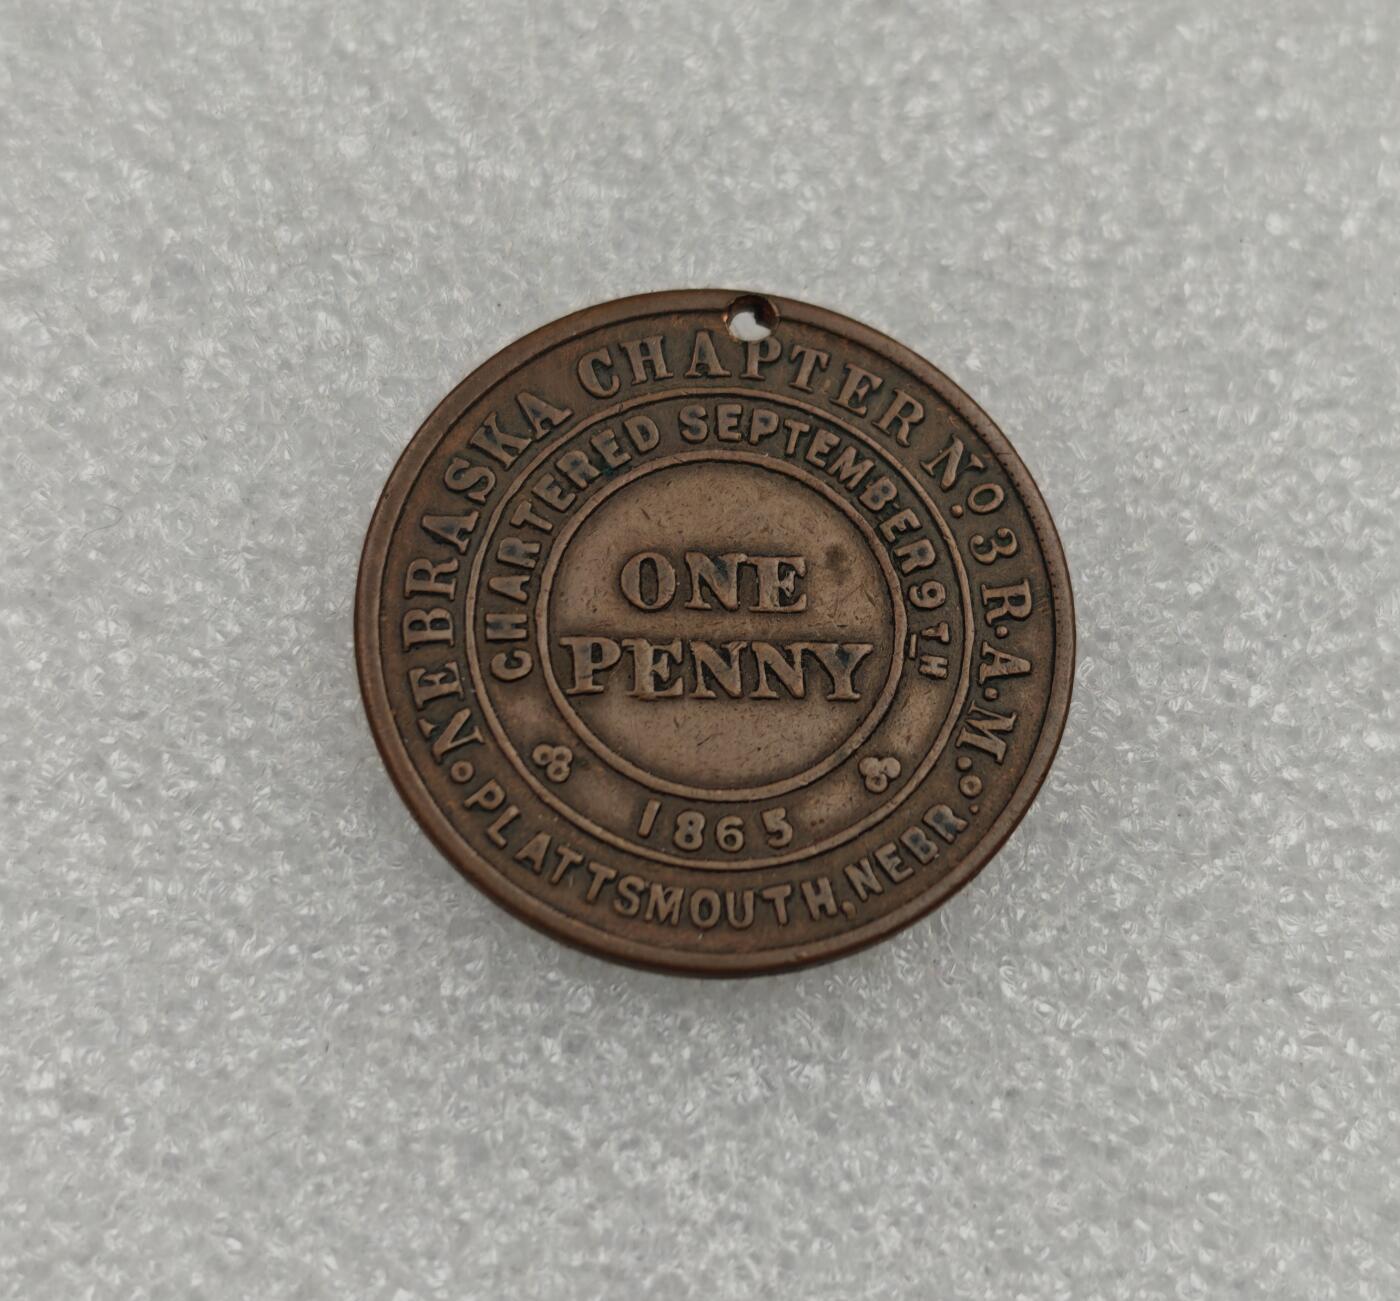 NEBRASKA CHAPTER No. 3 R.A.M.
CHARTERED SEPTEMBER 9TH
ONE
PENNY
1865
PLATTSMOUTH, NEBR.